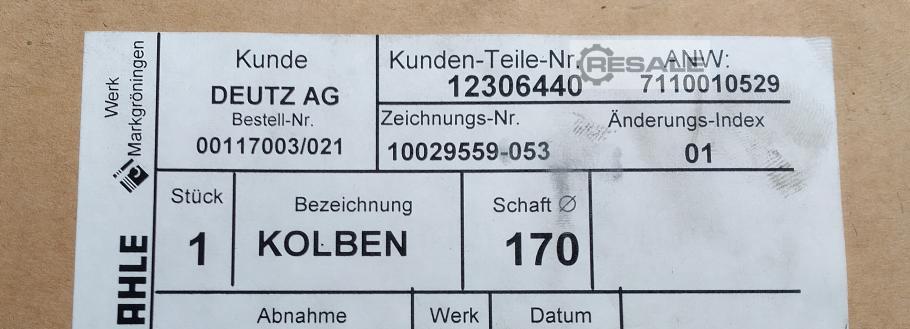 Werk
Markgröningen
AHLE
Kunde
DEUTZ AG
Bestell-Nr.
00117003/021
Kunden-Teile-Nr.
12306440
RESALE
ANW:
7110010529
Zeichnungs-Nr.
10029559-053
Änderungs-Index
01
Stück
1
Bezeichnung
KOLBEN
Schaft Ø
170
Abnahme
Werk
Datum